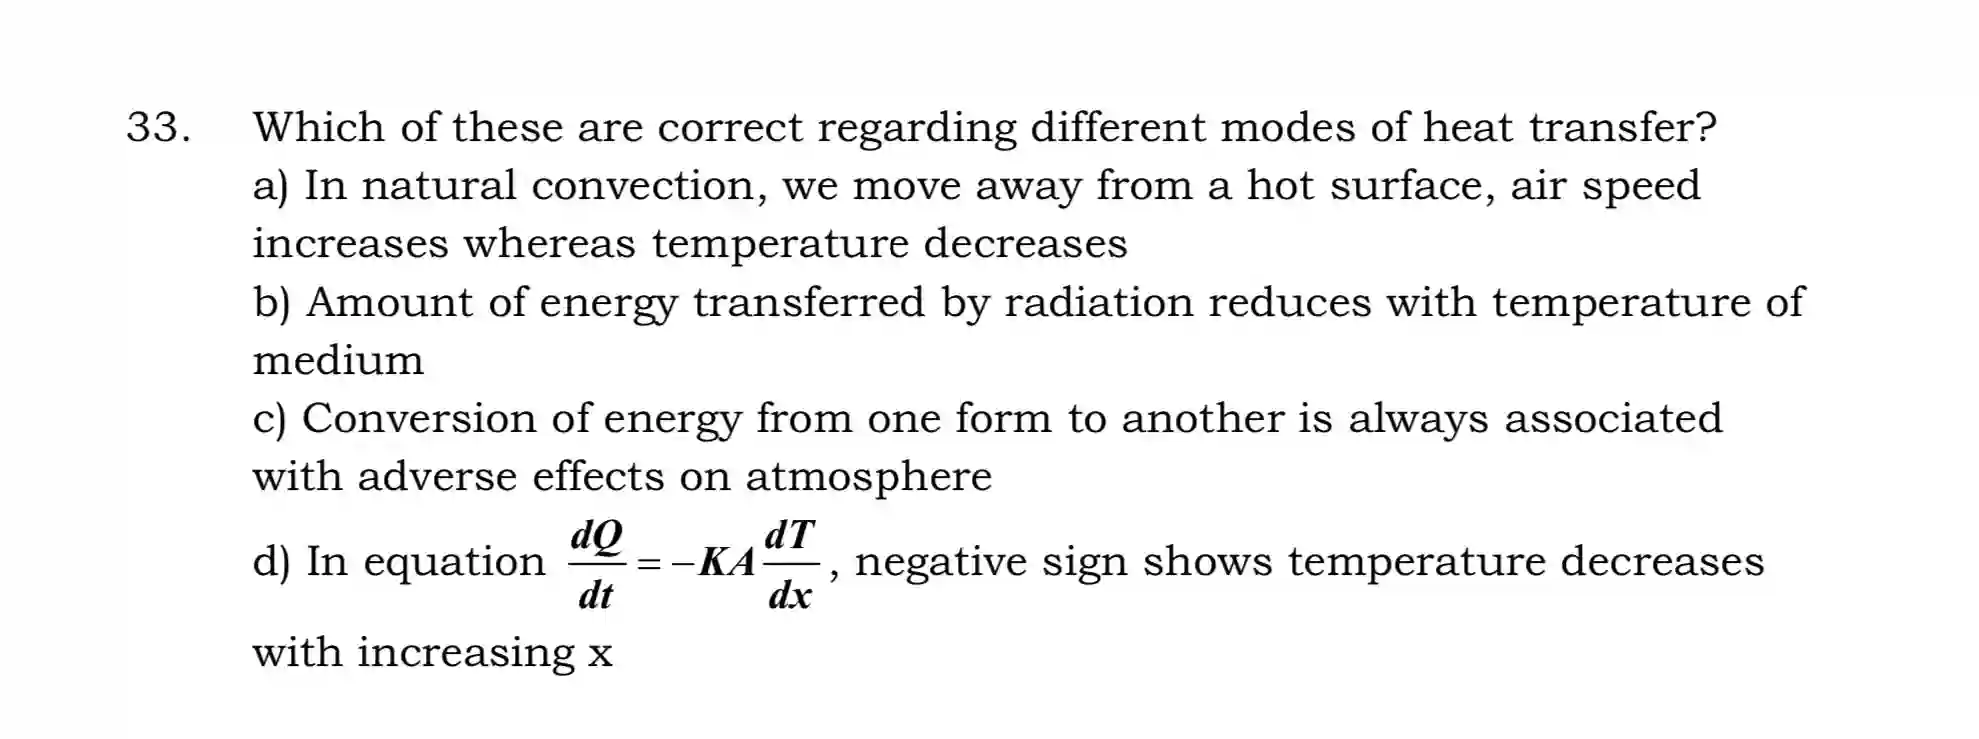 33. Which of these are correct regarding different modes of heat transfer?
a) In natural convection, we move away from a hot surface, air speed
increases whereas temperature decreases
b) Amount of energy transferred by radiation reduces with temperature of
medium
c) Conversion of energy from one form to another is always associated
with adverse effects on atmosphere
d) In equation dQ/dt = -KA dT/dx, negative sign shows temperature decreases
with increasing x